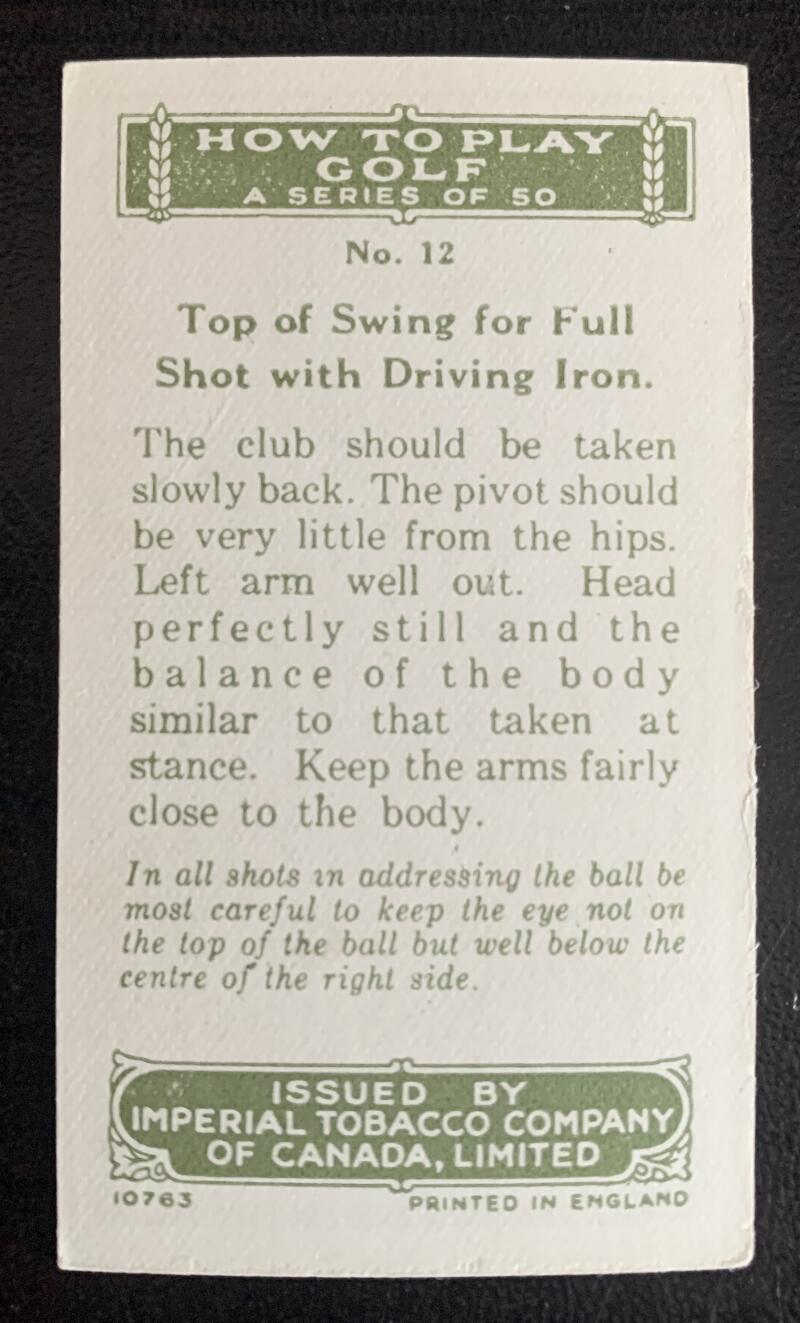 HOW TO PLAY
GOLF
A SERIES OF 50
No. 12
Top of Swing for Full
Shot with Driving Iron.
The club should be taken
slowly back. The pivot should
be very little from the hips.
Left arm well out. Head
perfectly still and the
balance of the body
similar to that taken at
stance. Keep the arms fairly
close to the body.
In all shots in addressing the ball be
most careful to keep the eye not on
the top of the ball but well below the
centre of the right side.
ISSUED BY
IMPERIAL TOBACCO COMPANY
OF CANADA, LIMITED
10763 PRINTED IN ENGLAND